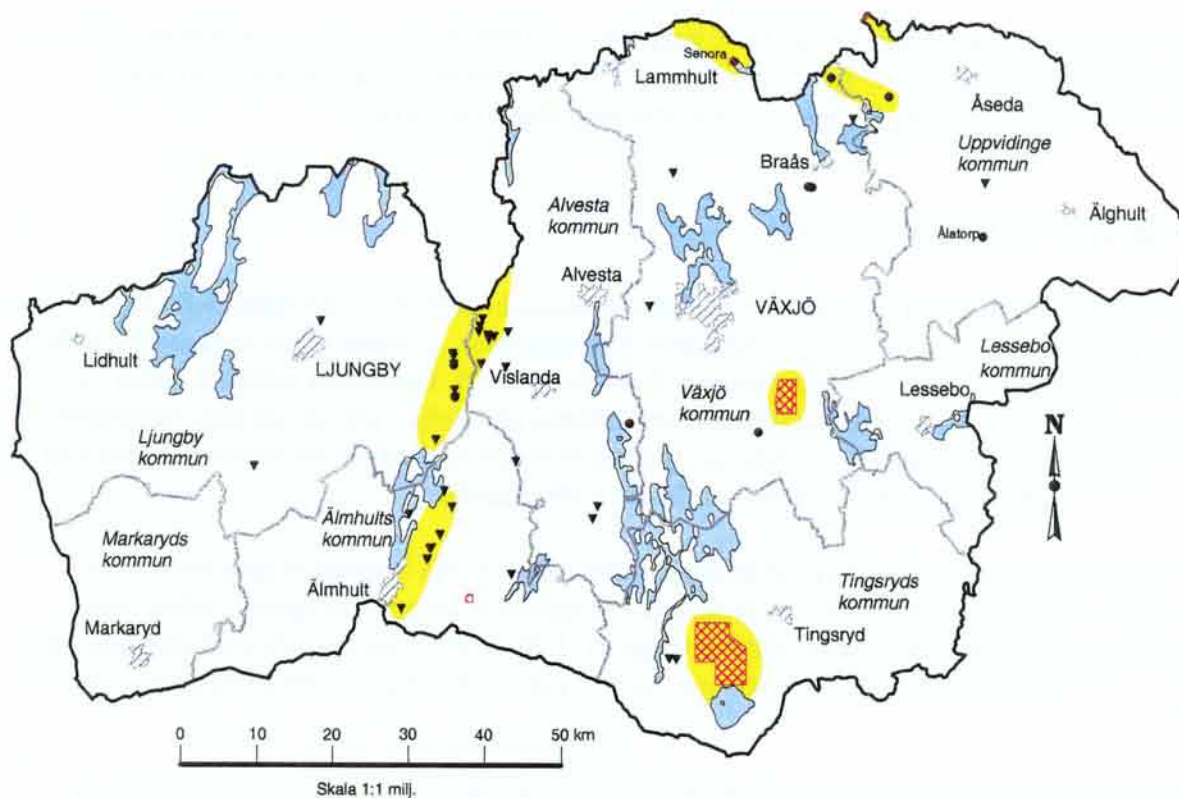 Senora
Lammhult
Åseda
Uppvidinge
kommun
Braås
Alvesta
kommun
Älghult
Ålatorp
Alvesta
VÄXJÖ
Lidhult
LJUNGBY
Vislanda
Lessebo
kommun
Lessebo
Växjö
kommun
Ljungby
kommun
N
Markaryds
kommun
Älmhults
kommun
Älmhult
Tingsryds
kommun
Tingsryd
Markaryd
0 10 20 30 40 50 km
Skala 1:1 milj.